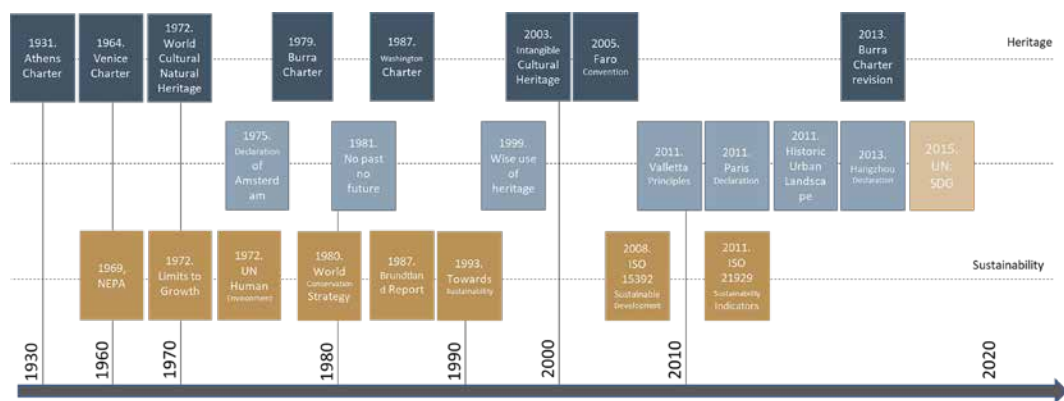 1931.
Athens
Charter
1964.
Venice
Charter
1972.
World
Cultural
Natural
Heritage
1979.
Burra
Charter
1987.
Washington
Charter
2003.
Intangible
Cultural
Heritage
2005.
Faro
Convention
2013.
Burra
Charter
revision
Heritage
1975.
Declaration
of
Amsterd
am
1981.
No past
no
future
1999.
Wise use
of
heritage
2011.
Valletta
Principles
2011.
Paris
Declaration
2011.
Historic
Urban
Landsca
pe
2013.
Hangzhou
Declaration
2015.
UN.
SDG
1969,
NEPA
1972.
Limits to
Growth
1972.
UN
Human
Environment
1980.
World
Conservation
Strategy
1987.
Brundtlan
d Report
1993.
Towards
Sustainability
2008.
ISO
15392
Sustainable
Development
2011.
ISO
21929
Sustainability
Indicators
Sustainability
1930
1960
1970
1980
1990
2000
2010
2020